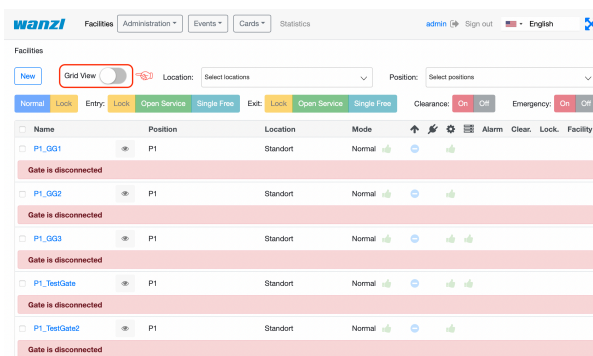 wanzl Facilities Administration Events Cards Statistics admin Sign out English
Facilities
New Grid View Location: Select locations Position: Select positions
Normal Lock Entry: Lock Open Service Single Free Exit: Lock Open Service Single Free Clearance: On Off Emergency: On Off
Name Position Location Mode Alarm Clear. Lock. Facility
P1_GG1 P1 Standort Normal
Gate is disconnected
P1_GG2 P1 Standort Normal
Gate is disconnected
P1_GG3 P1 Standort Normal
Gate is disconnected
P1_TestGate P1 Standort Normal
Gate is disconnected
P1_TestGate2 P1 Standort Normal
Gate is disconnected